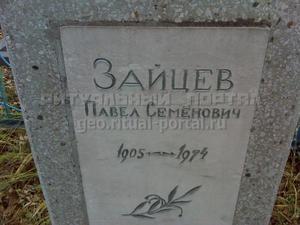 ЗАЙЦЕВ
РИТУАЛЬНЫЙ ПОРТАЛ
ПАВЕЛ СЕМЁНОВИЧ
geo.ritual-portal.ru
1905 — 1974